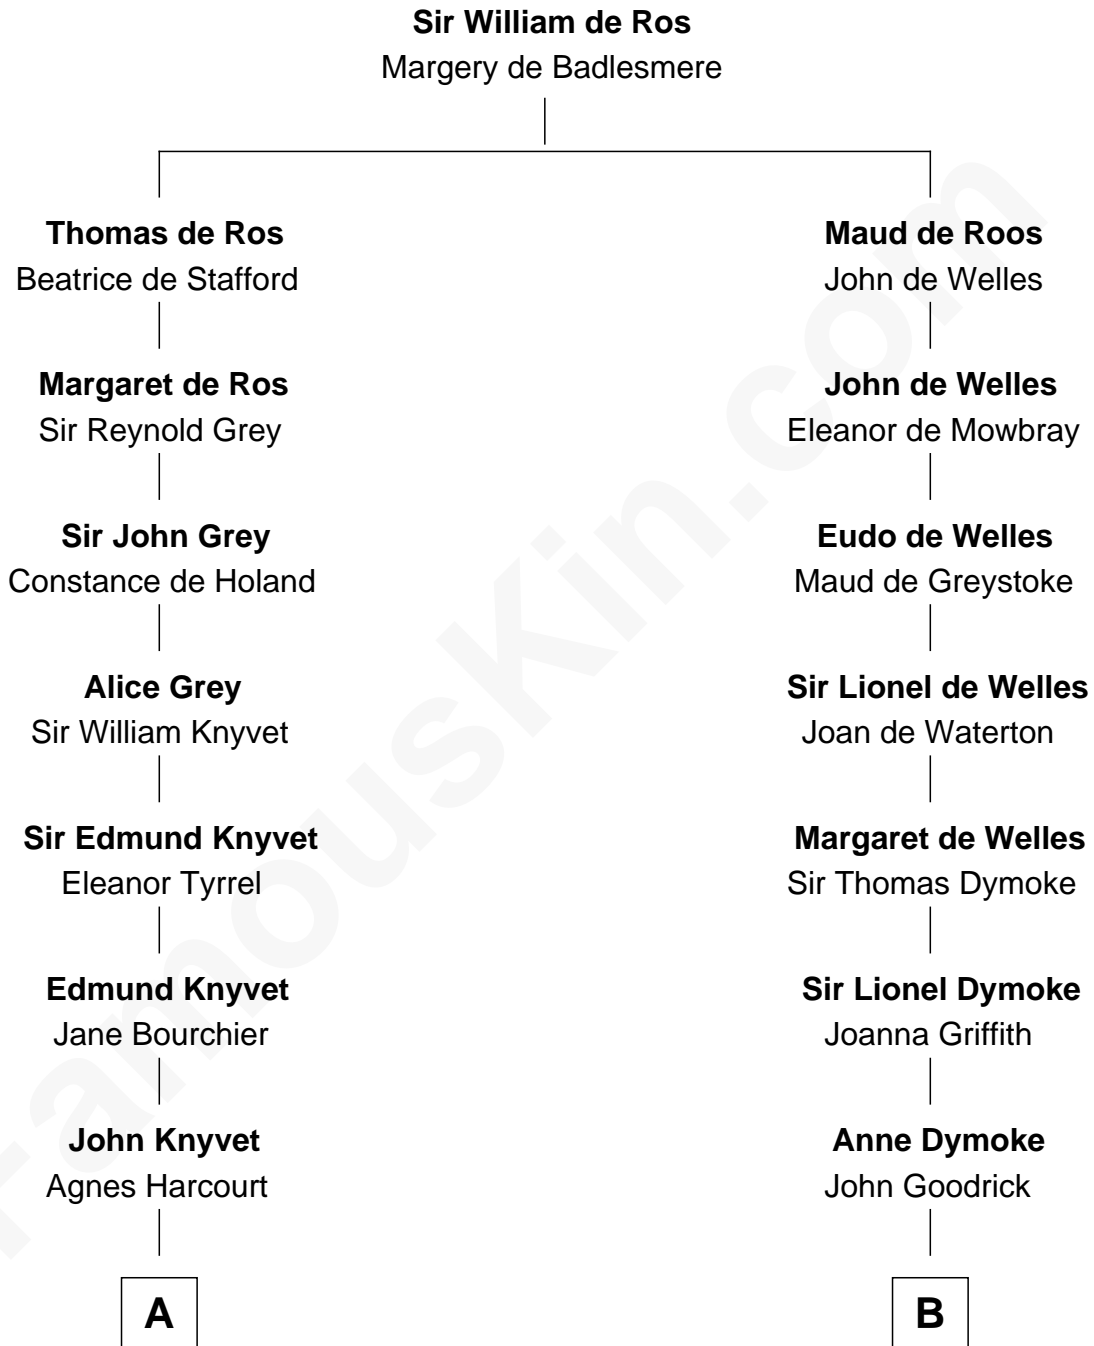 Sir William de Ros
Margery de Badlesmere
Thomas de Ros
Beatrice de Stafford
Maud de Roos
John de Welles
Margaret de Ros
Sir Reynold Grey
John de Welles
Eleanor de Mowbray
Sir John Grey
Constance de Holand
Eudo de Welles
Maud de Greystoke
Alice Grey
Sir William Knyvet
Sir Lionel de Welles
Joan de Waterton
Sir Edmund Knyvet
Eleanor Tyrrel
Margaret de Welles
Sir Thomas Dymoke
Edmund Knyvet
Jane Bourchier
Sir Lionel Dymoke
Joanna Griffith
John Knyvet
Agnes Harcourt
Anne Dymoke
John Goodrick
A
B
FamousKin.com